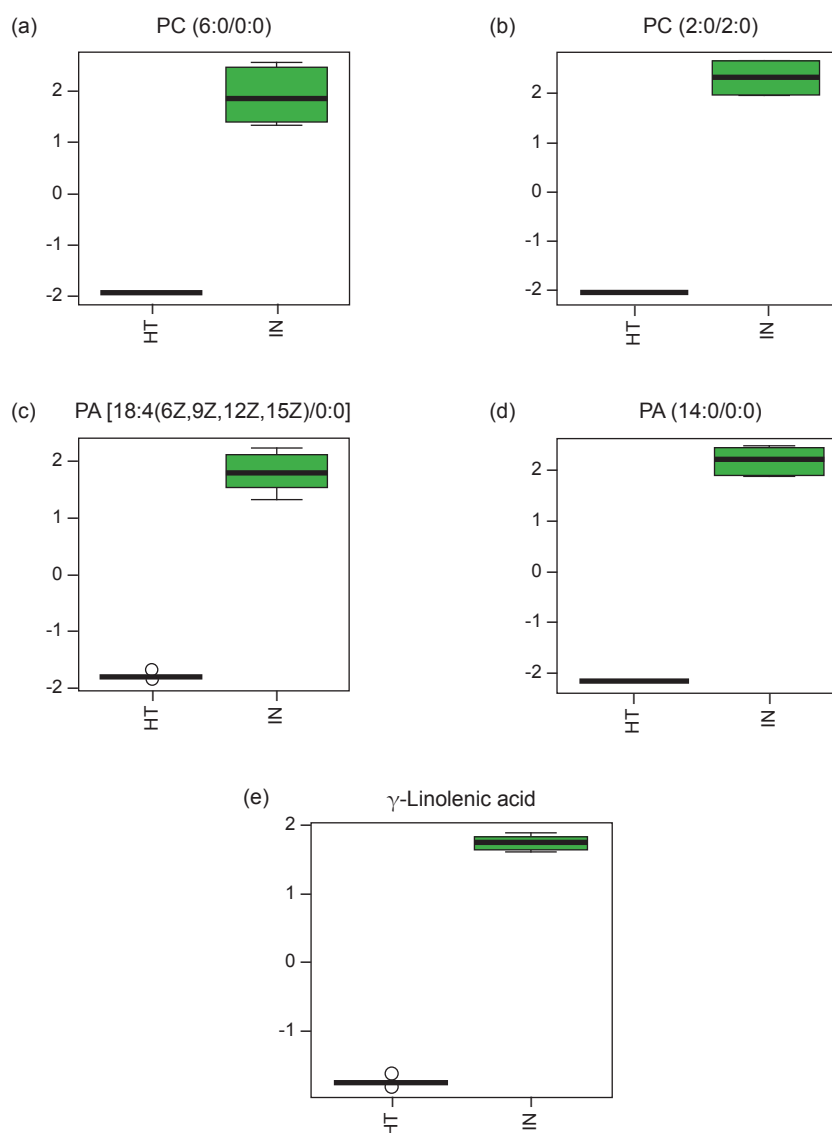 (a) PC (6:0/0:0)
2
1
0
-1
-2
HT
IN
(b) PC (2:0/2:0)
2
1
0
-1
-2
HT
IN
(c) PA [18:4(6Z,9Z,12Z,15Z)/0:0]
2
1
0
-1
-2
HT
IN
(d) PA (14:0/0:0)
2
1
0
-1
-2
HT
IN
(e) γ-Linolenic acid
2
1
0
-1
HT
IN